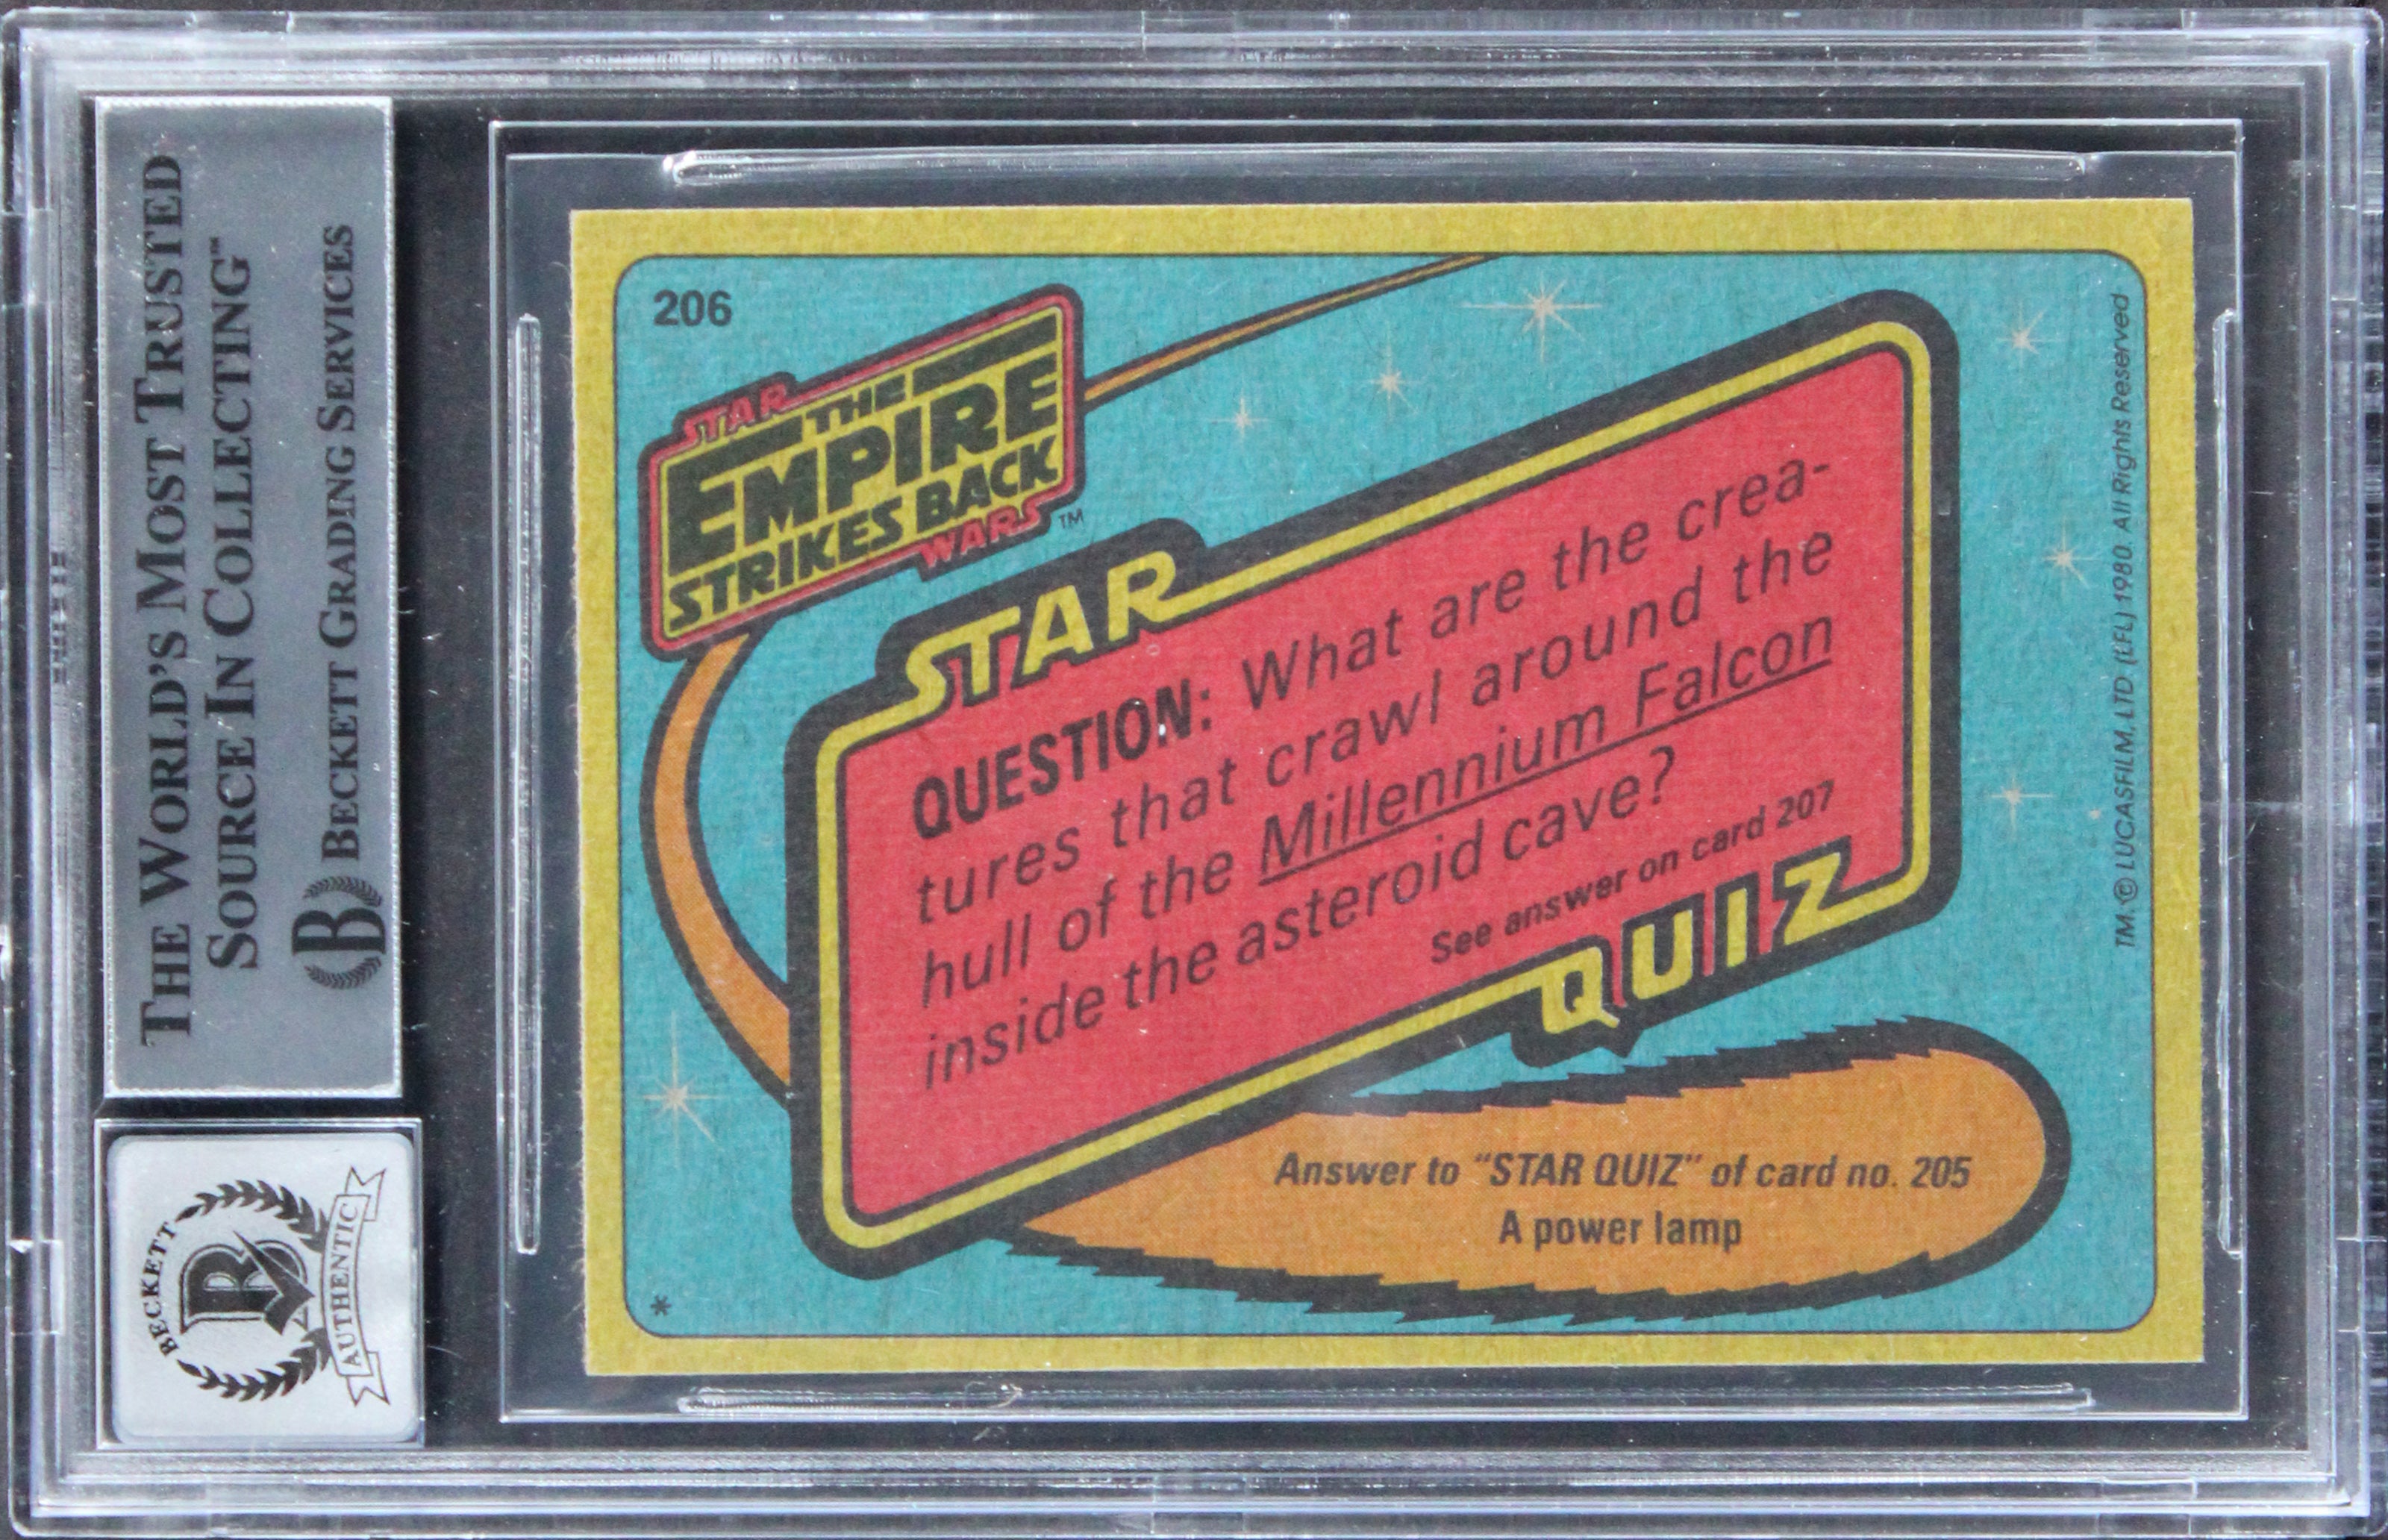 THE WORLD'S MOST TRUSTED
SOURCE IN COLLECTING™
B BECKETT GRADING SERVICES
BECKETT
B
AUTHENTIC
206
STAR
THE
EMPIRE
STRIKES BACK
WARS™
STAR
QUESTION: What are the crea-
tures that crawl around the
hull of the Millennium Falcon
inside the asteroid cave?
See answer on card 207
QUIZ
Answer to "STAR QUIZ" of card no. 205
A power lamp
*
TM. © LUCASFILM, LTD. (LFL) 1980. All Rights Reserved